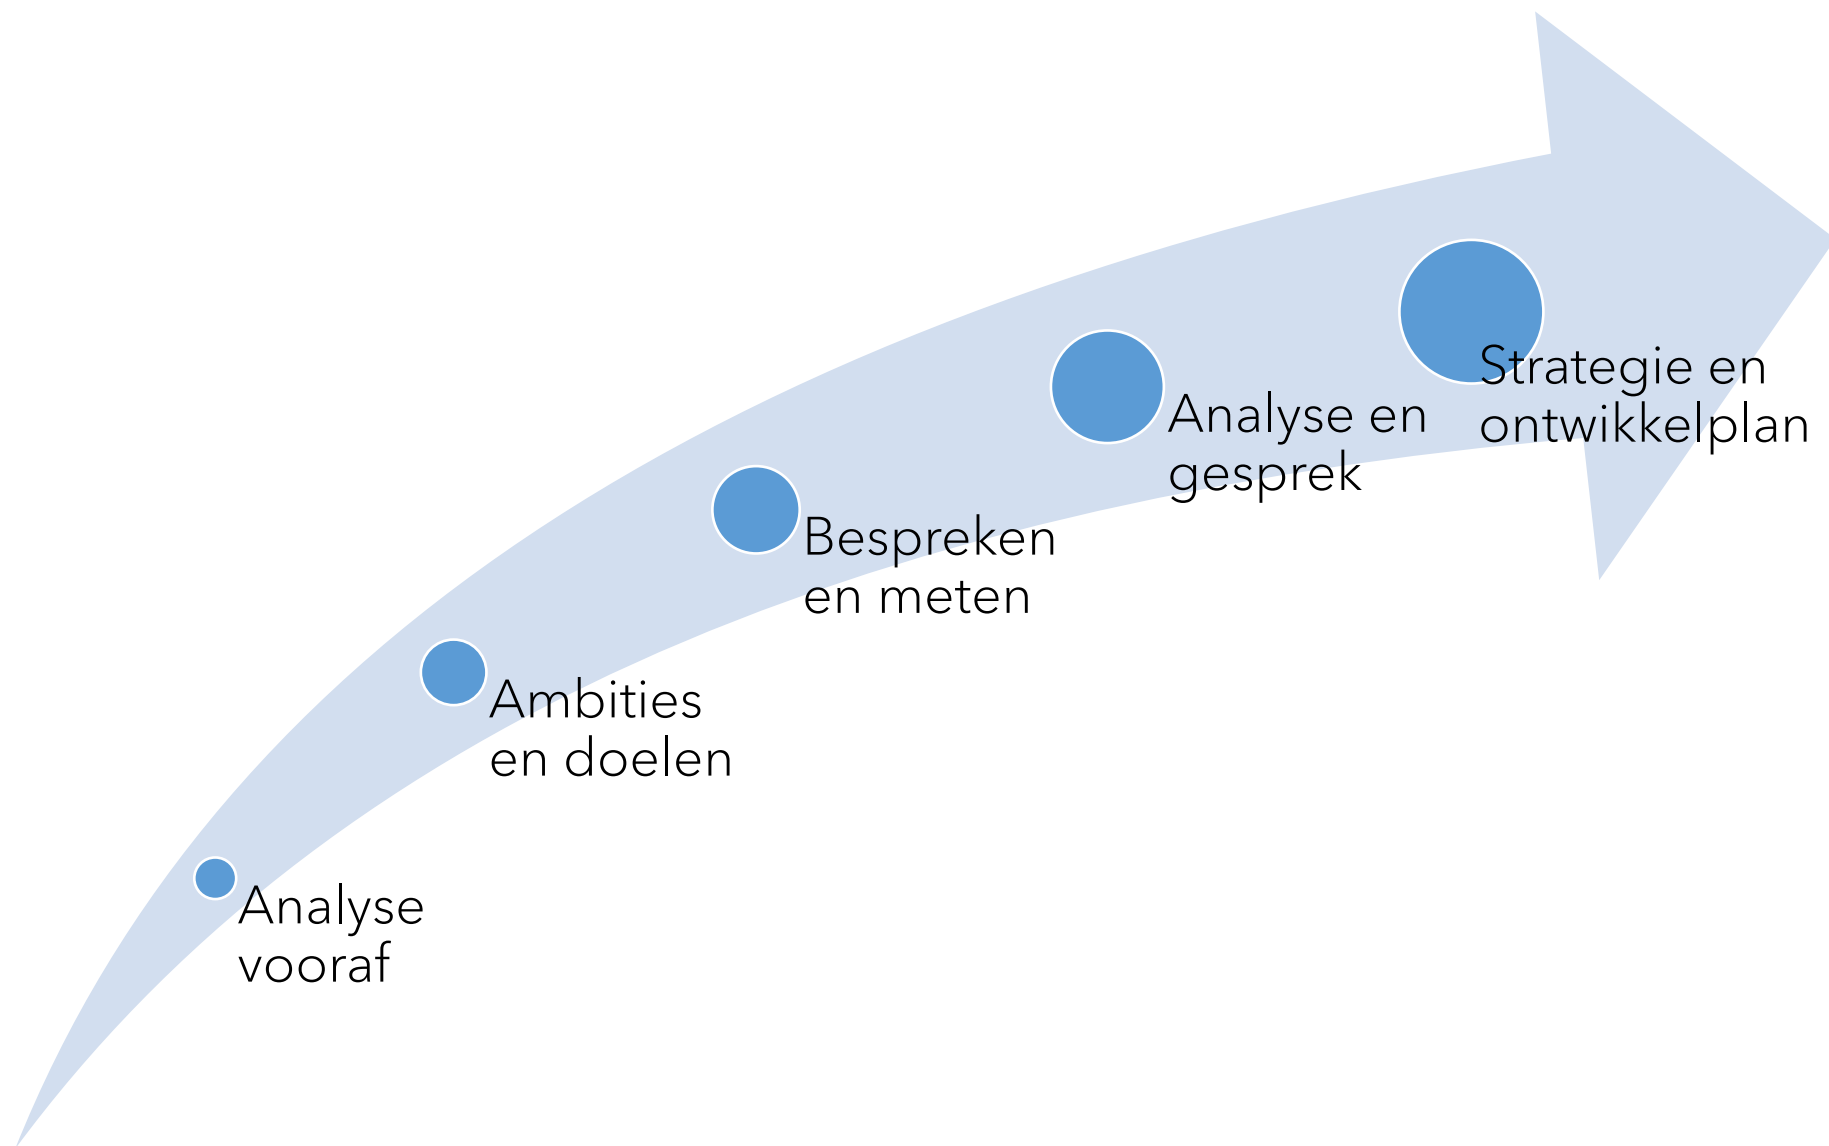 Analyse
vooraf
Ambities
en doelen
Bespreken
en meten
Analyse en
gesprek
Strategie en
ontwikkelplan